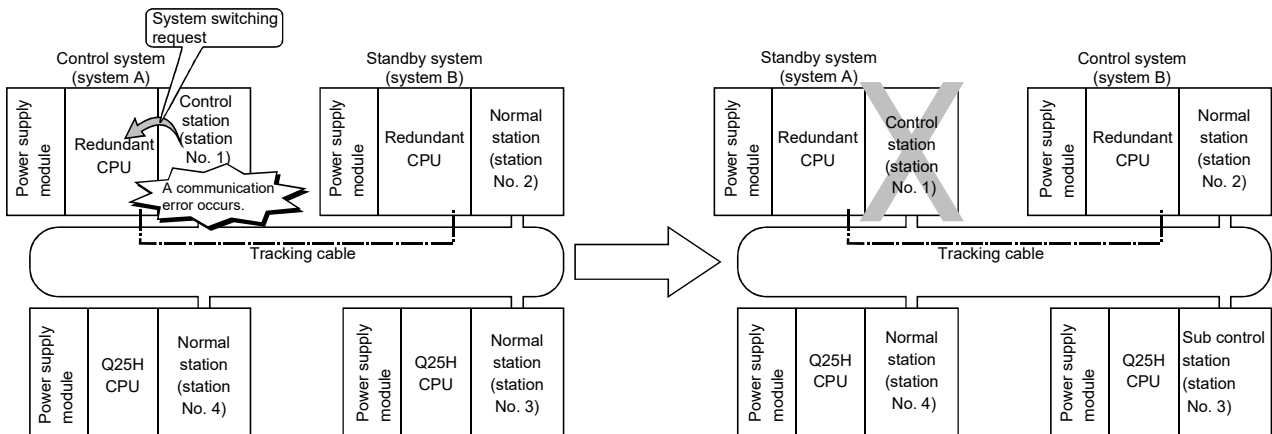 System switching
request
Control system
(system A)
Power supply
module
Redundant
CPU
Control
station
(station
No. 1)
A communication
error occurs.
Standby system
(system B)
Power supply
module
Redundant
CPU
Normal
station
(station
No. 2)
Tracking cable
Power supply
module
Q25H
CPU
Normal
station
(station
No. 4)
Power supply
module
Q25H
CPU
Normal
station
(station
No. 3)
Standby system
(system A)
Power supply
module
Redundant
CPU
Control
station
(station
No. 1)
Control system
(system B)
Power supply
module
Redundant
CPU
Normal
station
(station
No. 2)
Tracking cable
Power supply
module
Q25H
CPU
Normal
station
(station
No. 4)
Power supply
module
Q25H
CPU
Sub control
station
(station
No. 3)